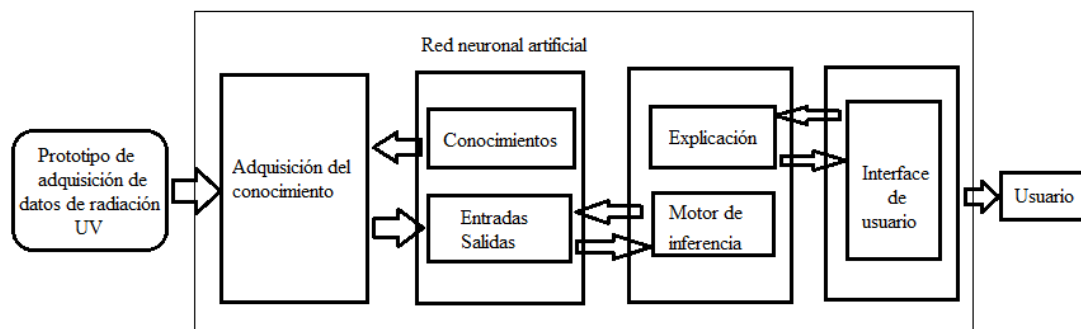 Red neuronal artificial
Prototipo de
adquisición de
datos de radiación
UV
Adquisición del
conocimiento
Conocimientos
Entradas
Salidas
Explicación
Motor de
inferencia
Interface
de
usuario
Usuario